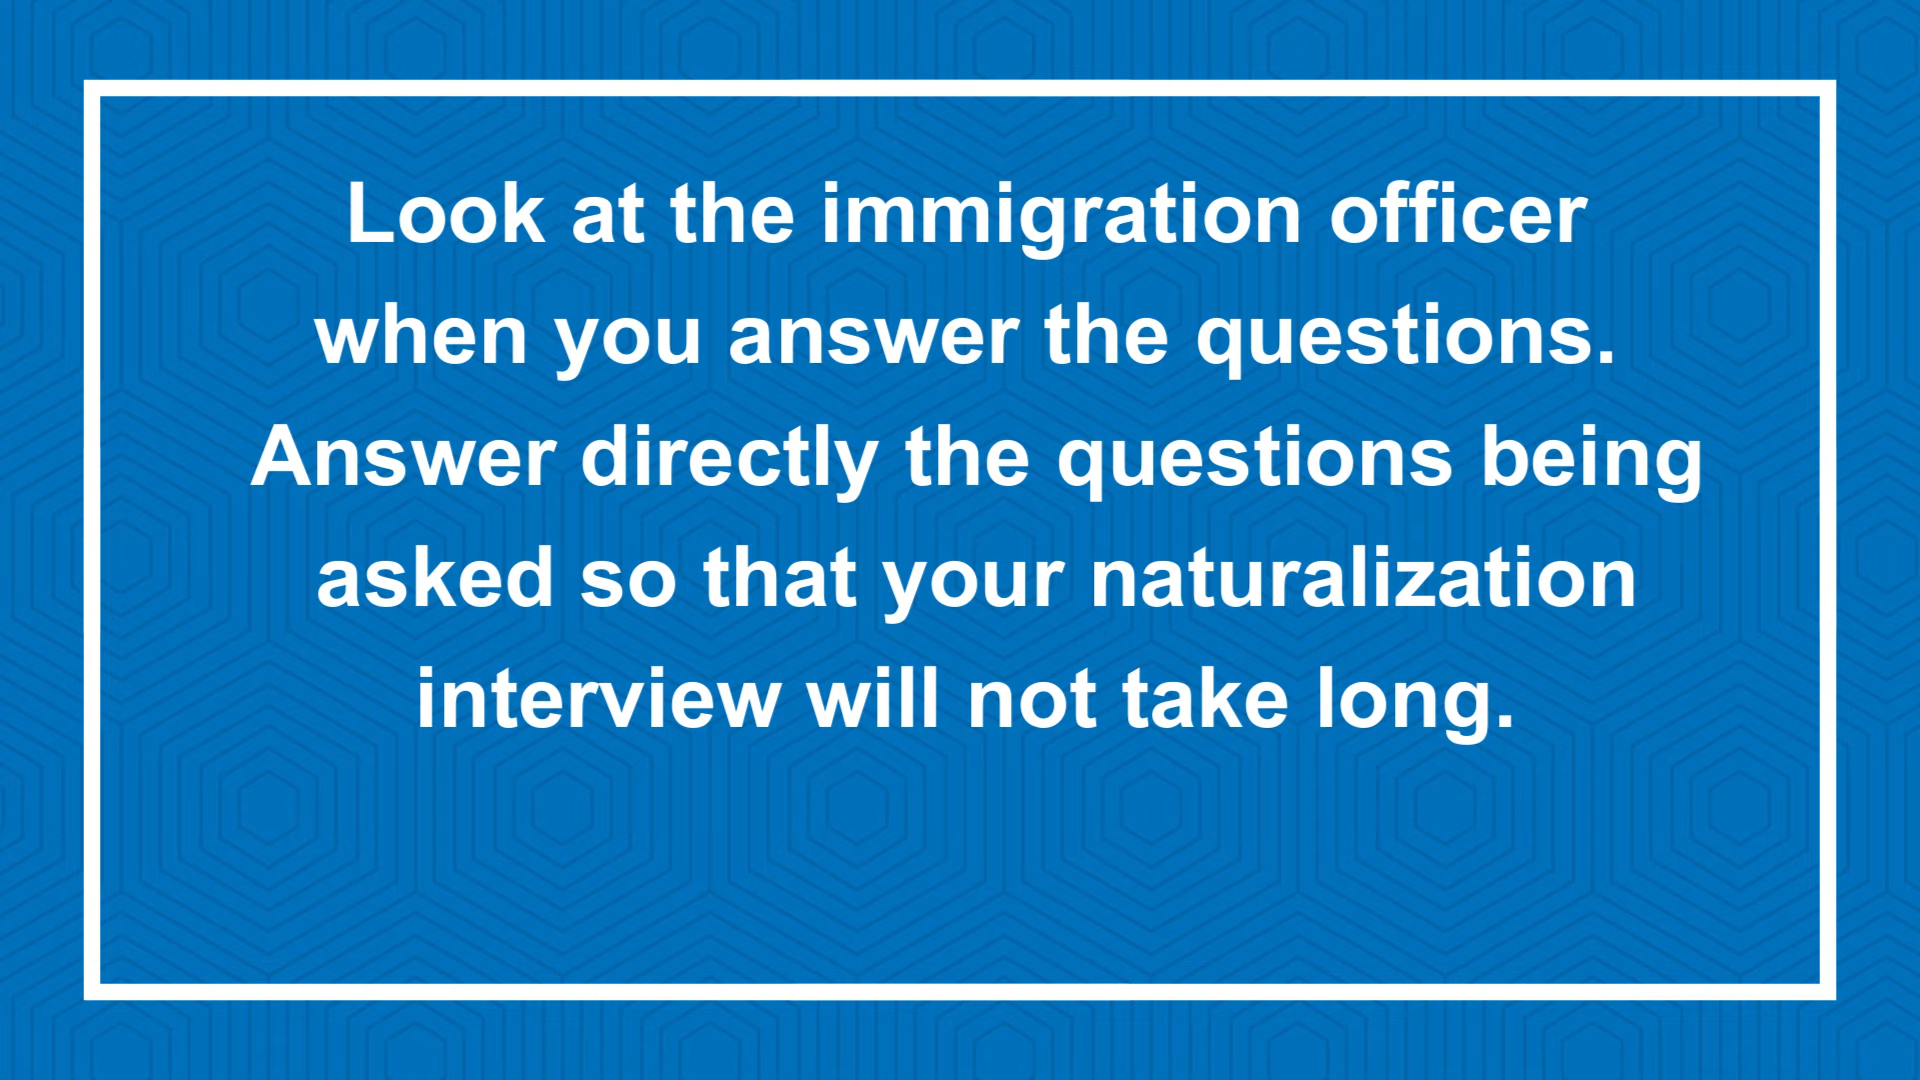 Look at the immigration officer
when you answer the questions.
Answer directly the questions being
asked so that your naturalization
interview will not take long.